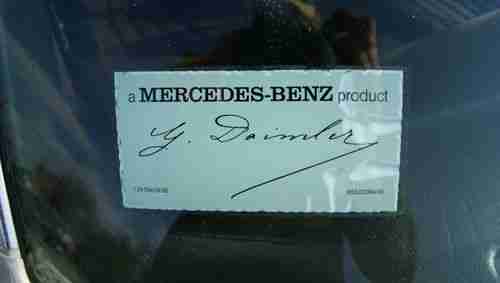 a MERCEDES-BENZ product
G. Daimler